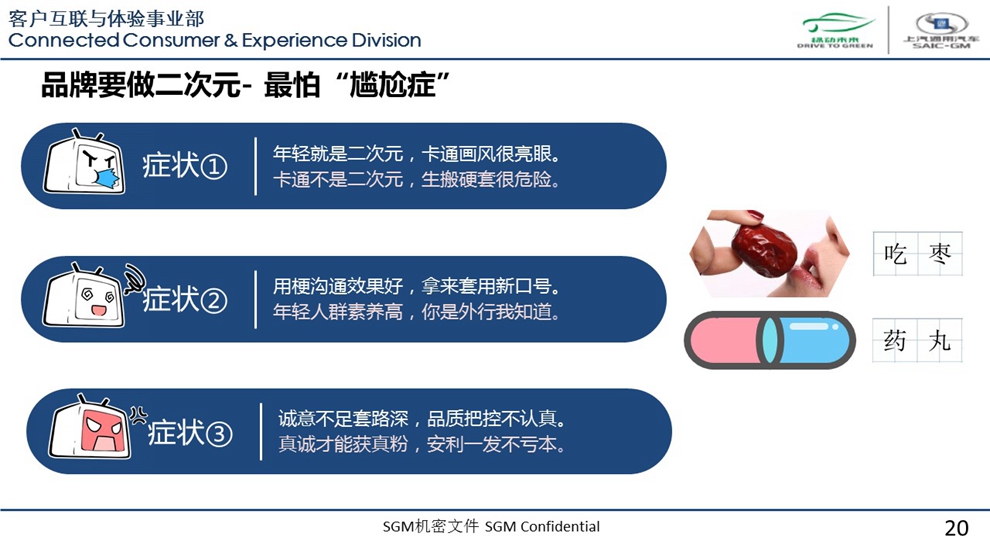 客户互联与体验事业部
Connected Consumer & Experience Division
绿动未来
DRIVE TO GREEN
上汽通用汽车
SAIC-GM
品牌要做二次元- 最怕“尴尬症”
症状①
年轻就是二次元，卡通画风很亮眼。
卡通不是二次元，生搬硬套很危险。
症状②
用梗沟通效果好，拿来套用新口号。
年轻人群素养高，你是外行我知道。
症状③
诚意不足套路深，品质把控不认真。
真诚才能获真粉，安利一发不亏本。
吃枣
药丸
SGM机密文件 SGM Confidential
20